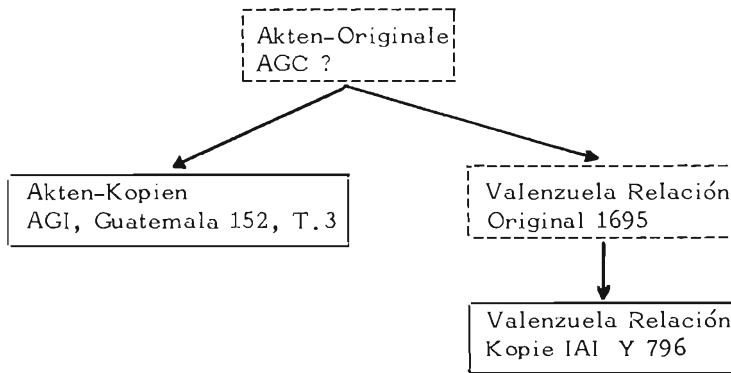 Akten-Originale
AGC ?
Akten-Kopien
AGI, Guatemala 152, T.3
Valenzuela Relación
Original 1695
Valenzuela Relación
Kopie IAI Y 796